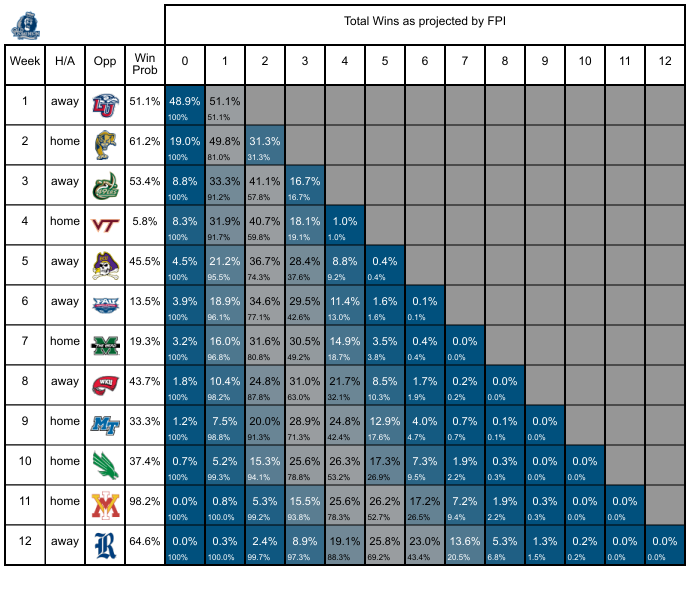 Total Wins as projected by FPI
Week H/A Opp Win Prob 0 1 2 3 4 5 6 7 8 9 10 11 12
1 away LU 51.1% 48.9% 51.1%
100% 51.1%
2 home 61.2% 19.0% 49.8% 31.3%
100% 81.0% 31.3%
3 away 53.4% 8.8% 33.3% 41.1% 16.7%
100% 91.2% 57.8% 16.7%
4 home VT 5.8% 8.3% 31.9% 40.7% 18.1% 1.0%
100% 91.7% 59.8% 19.1% 1.0%
5 away 45.5% 4.5% 21.2% 36.7% 28.4% 8.8% 0.4%
100% 95.5% 74.3% 37.6% 9.2% 0.4%
6 away 13.5% 3.9% 18.9% 34.6% 29.5% 11.4% 1.6% 0.1%
100% 96.1% 77.1% 42.6% 13.0% 1.6% 0.1%
7 home M 19.3% 3.2% 16.0% 31.6% 30.5% 14.9% 3.5% 0.4% 0.0%
100% 96.8% 80.8% 49.2% 18.7% 3.8% 0.4% 0.0%
8 away WKU 43.7% 1.8% 10.4% 24.8% 31.0% 21.7% 8.5% 1.7% 0.2% 0.0%
100% 98.2% 87.8% 63.0% 32.1% 10.3% 1.9% 0.2% 0.0%
9 home MT 33.3% 1.2% 7.5% 20.0% 28.9% 24.8% 12.9% 4.0% 0.7% 0.1% 0.0%
100% 98.8% 91.3% 71.3% 42.4% 17.6% 4.7% 0.7% 0.1% 0.0%
10 home 37.4% 0.7% 5.2% 15.3% 25.6% 26.3% 17.3% 7.3% 1.9% 0.3% 0.0% 0.0%
100% 99.3% 94.1% 78.8% 53.2% 26.9% 9.5% 2.2% 0.3% 0.0% 0.0%
11 home VMI 98.2% 0.0% 0.8% 5.3% 15.5% 25.6% 26.2% 17.2% 7.2% 1.9% 0.3% 0.0% 0.0%
100% 100.0% 99.2% 93.8% 78.3% 52.7% 26.5% 9.4% 2.2% 0.3% 0.0% 0.0%
12 away R 64.6% 0.0% 0.3% 2.4% 8.9% 19.1% 25.8% 23.0% 13.6% 5.3% 1.3% 0.2% 0.0% 0.0%
100% 100.0% 99.7% 97.3% 88.3% 69.2% 43.4% 20.5% 6.8% 1.5% 0.2% 0.0% 0.0%